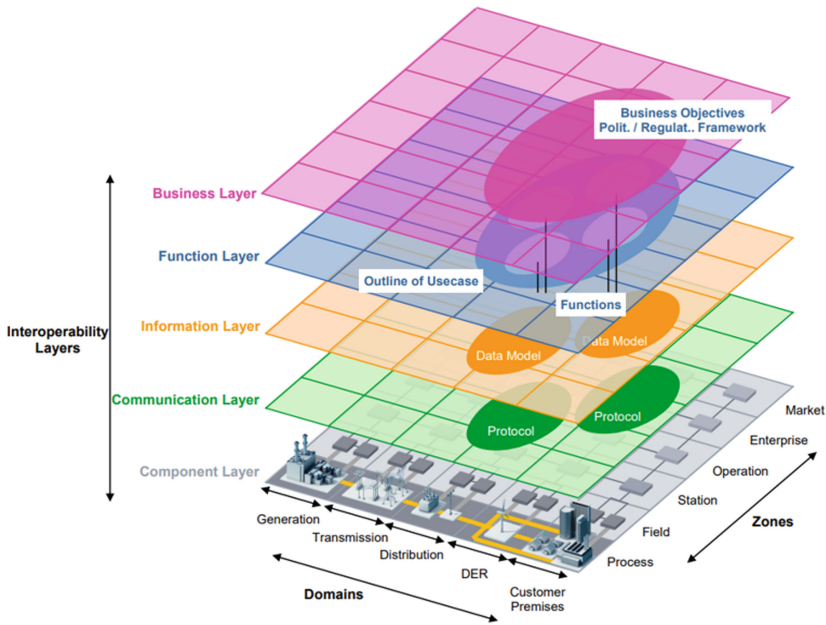 Business Objectives
Polit. / Regulat.. Framework
Business Layer
Function Layer
Outline of Usecase
Functions
Information Layer
Interoperability
Layers
Data Model
Data Model
Communication Layer
Protocol
Protocol
Component Layer
Market
Enterprise
Operation
Station
Field
Process
Zones
Generation
Transmission
Distribution
DER
Customer
Premises
Domains